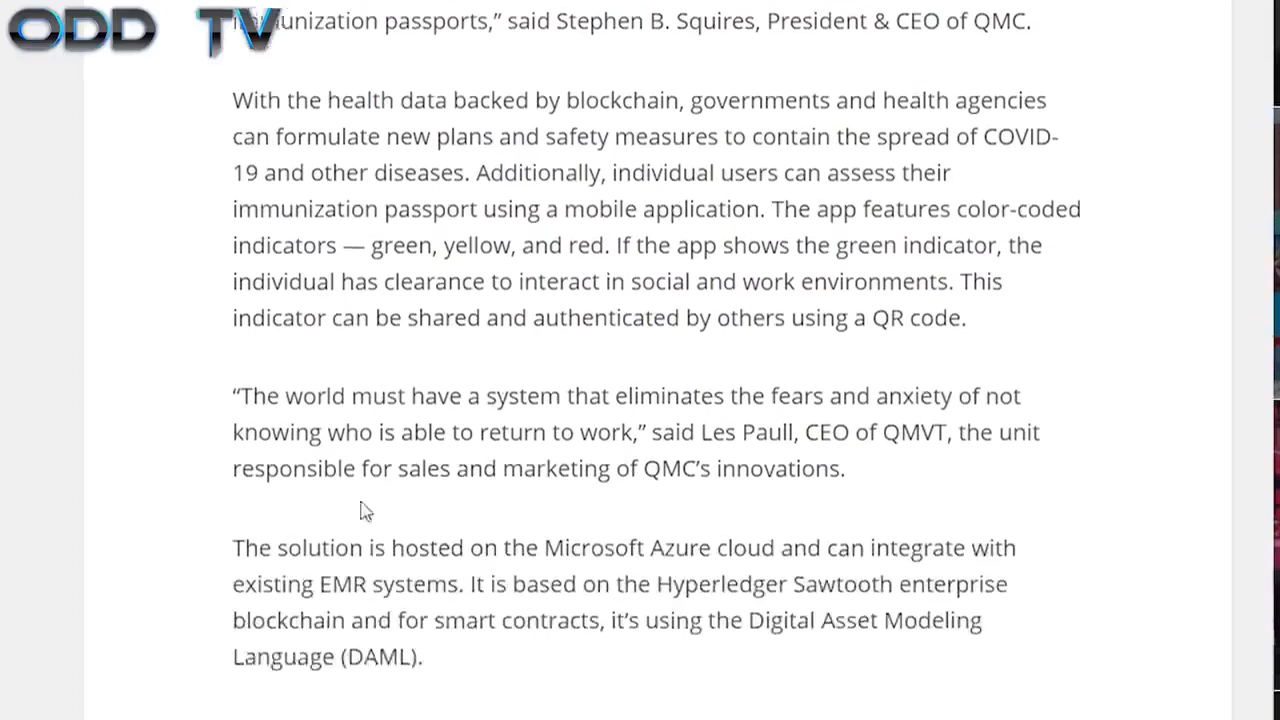 ODD TV
immunization passports,” said Stephen B. Squires, President & CEO of QMC.
With the health data backed by blockchain, governments and health agencies
can formulate new plans and safety measures to contain the spread of COVID-
19 and other diseases. Additionally, individual users can assess their
immunization passport using a mobile application. The app features color-coded
indicators — green, yellow, and red. If the app shows the green indicator, the
individual has clearance to interact in social and work environments. This
indicator can be shared and authenticated by others using a QR code.
“The world must have a system that eliminates the fears and anxiety of not
knowing who is able to return to work,” said Les Paull, CEO of QMVT, the unit
responsible for sales and marketing of QMC’s innovations.
The solution is hosted on the Microsoft Azure cloud and can integrate with
existing EMR systems. It is based on the Hyperledger Sawtooth enterprise
blockchain and for smart contracts, it’s using the Digital Asset Modeling
Language (DAML).